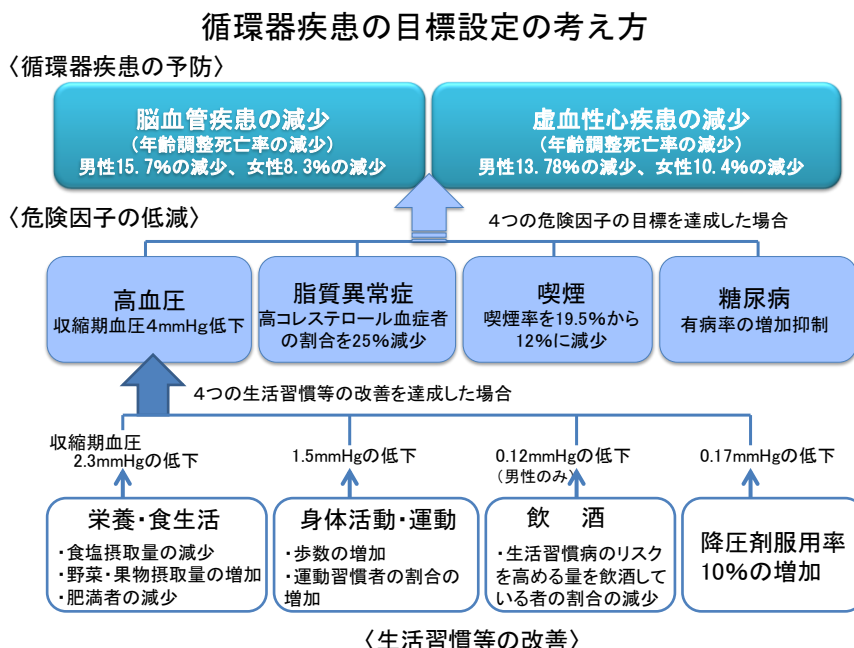 循環器疾患の目標設定の考え方
〈循環器疾患の予防〉
脳血管疾患の減少
（年齢調整死亡率の減少）
男性15.7%の減少、女性8.3%の減少
虚血性心疾患の減少
（年齢調整死亡率の減少）
男性13.78%の減少、女性10.4%の減少
〈危険因子の低減〉
４つの危険因子の目標を達成した場合
高血圧
収縮期血圧４mmHg低下
脂質異常症
高コレステロール血症者
の割合を25%減少
喫煙
喫煙率を19.5%から
12%に減少
糖尿病
有病率の増加抑制
４つの生活習慣等の改善を達成した場合
収縮期血圧
2.3mmHgの低下
1.5mmHgの低下
0.12mmHgの低下
（男性のみ）
0.17mmHgの低下
栄養・食生活
・食塩摂取量の減少
・野菜・果物摂取量の増加
・肥満者の減少
身体活動・運動
・歩数の増加
・運動習慣者の割合の
増加
飲　酒
・生活習慣病のリスク
を高める量を飲酒して
いる者の割合の減少
降圧剤服用率
10%の増加
〈生活習慣等の改善〉